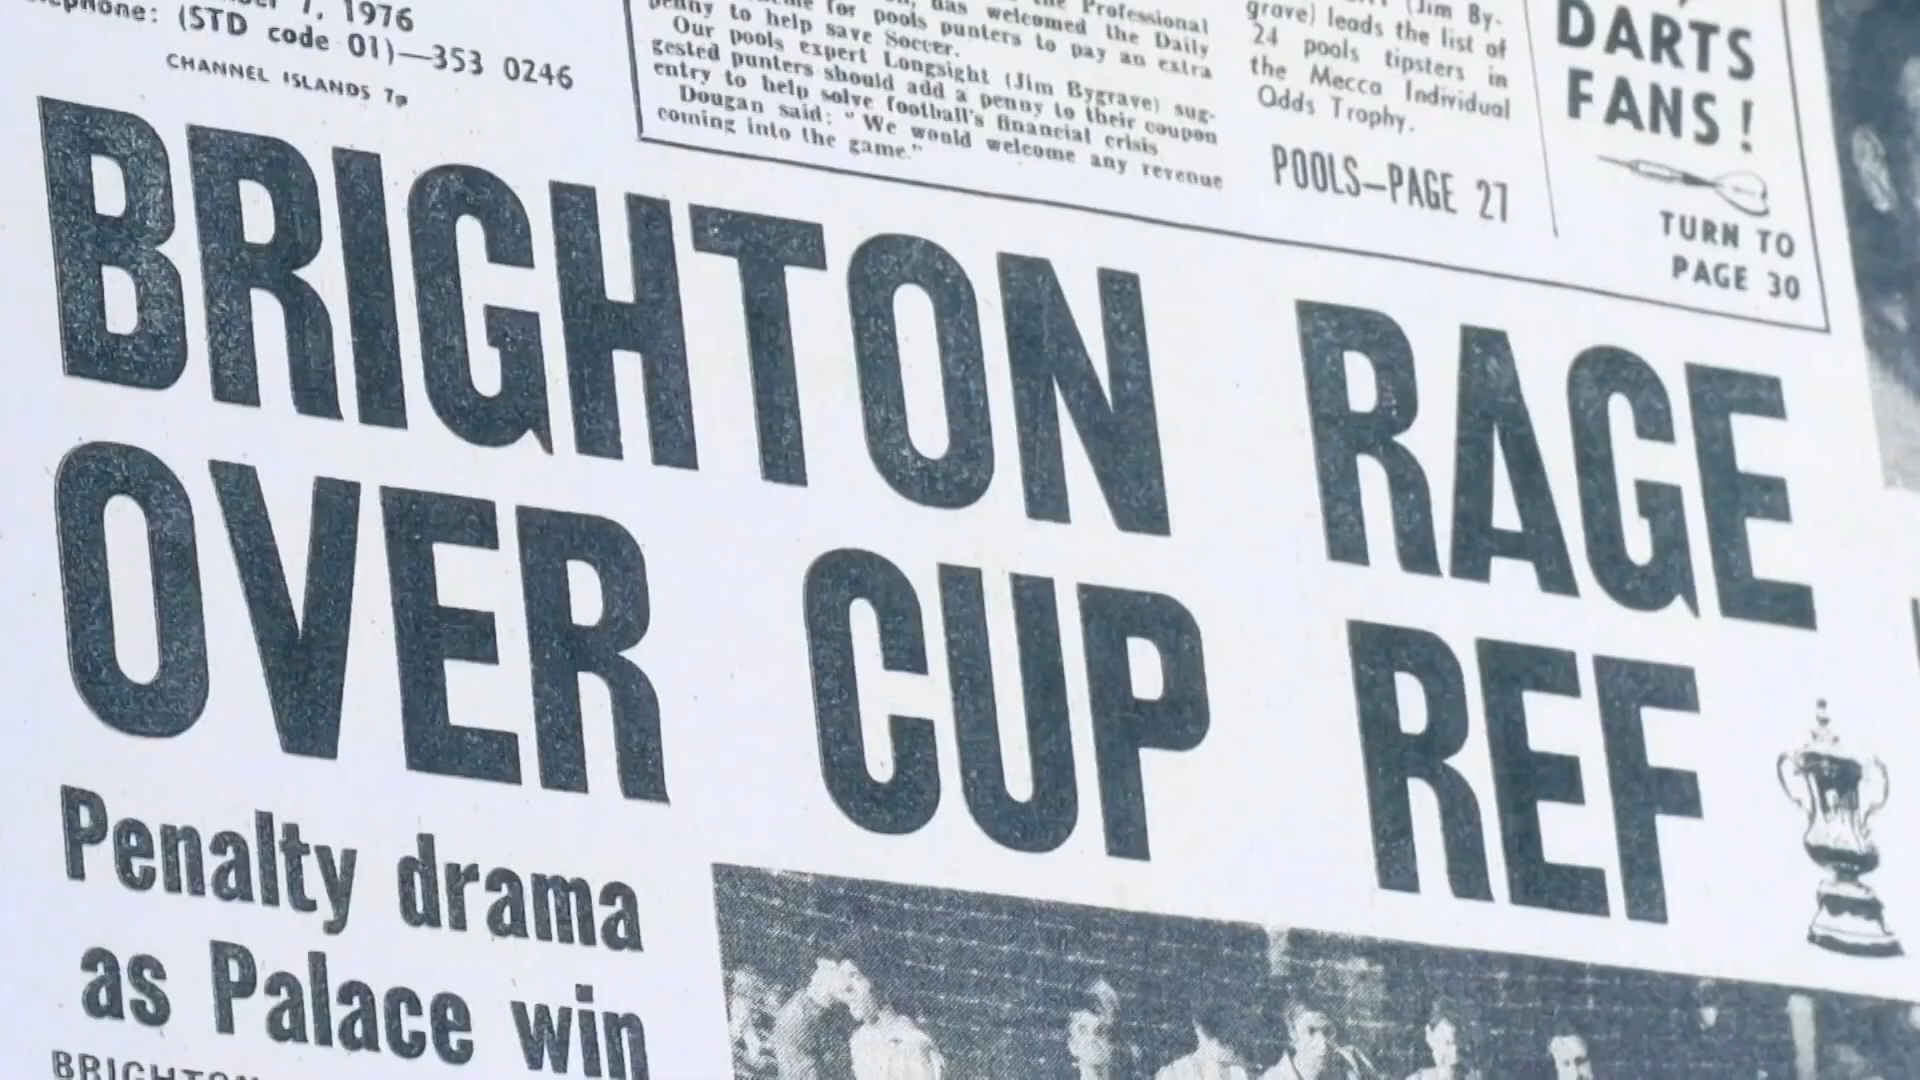 7, 1976
(STD code 01)—353 0246
CHANNEL ISLANDS 7p
Professional
for pools punters, has welcomed the Daily
penny to help save Soccer. to pay an extra
Our pools expert Longsight (Jim Bygrave) sug-
gested punters should add a penny to their coupon
entry to help solve football's financial crisis
Dougan said: "We would welcome any revenue
coming into the game."
(Jim By-
grave) leads the list of
24 pools tipsters in
the Mecca Individual
Odds Trophy.
POOLS—PAGE 27
DARTS
FANS!
TURN TO
PAGE 30
BRIGHTON RAGE
OVER CUP REF
Penalty drama
as Palace win
BRIGHTON